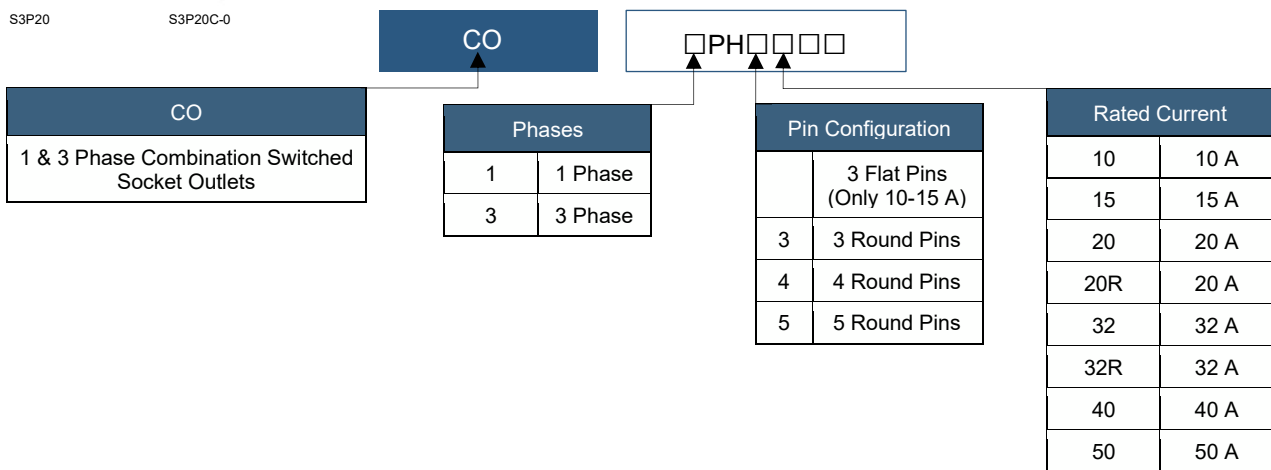 S3P20 S3P20C-0
CO
□PH□□□□
CO
1 & 3 Phase Combination Switched
Socket Outlets
Phases
1 1 Phase
3 3 Phase
Pin Configuration
3 Flat Pins
(Only 10-15 A)
3 3 Round Pins
4 4 Round Pins
5 5 Round Pins
Rated Current
10 10 A
15 15 A
20 20 A
20R 20 A
32 32 A
32R 32 A
40 40 A
50 50 A